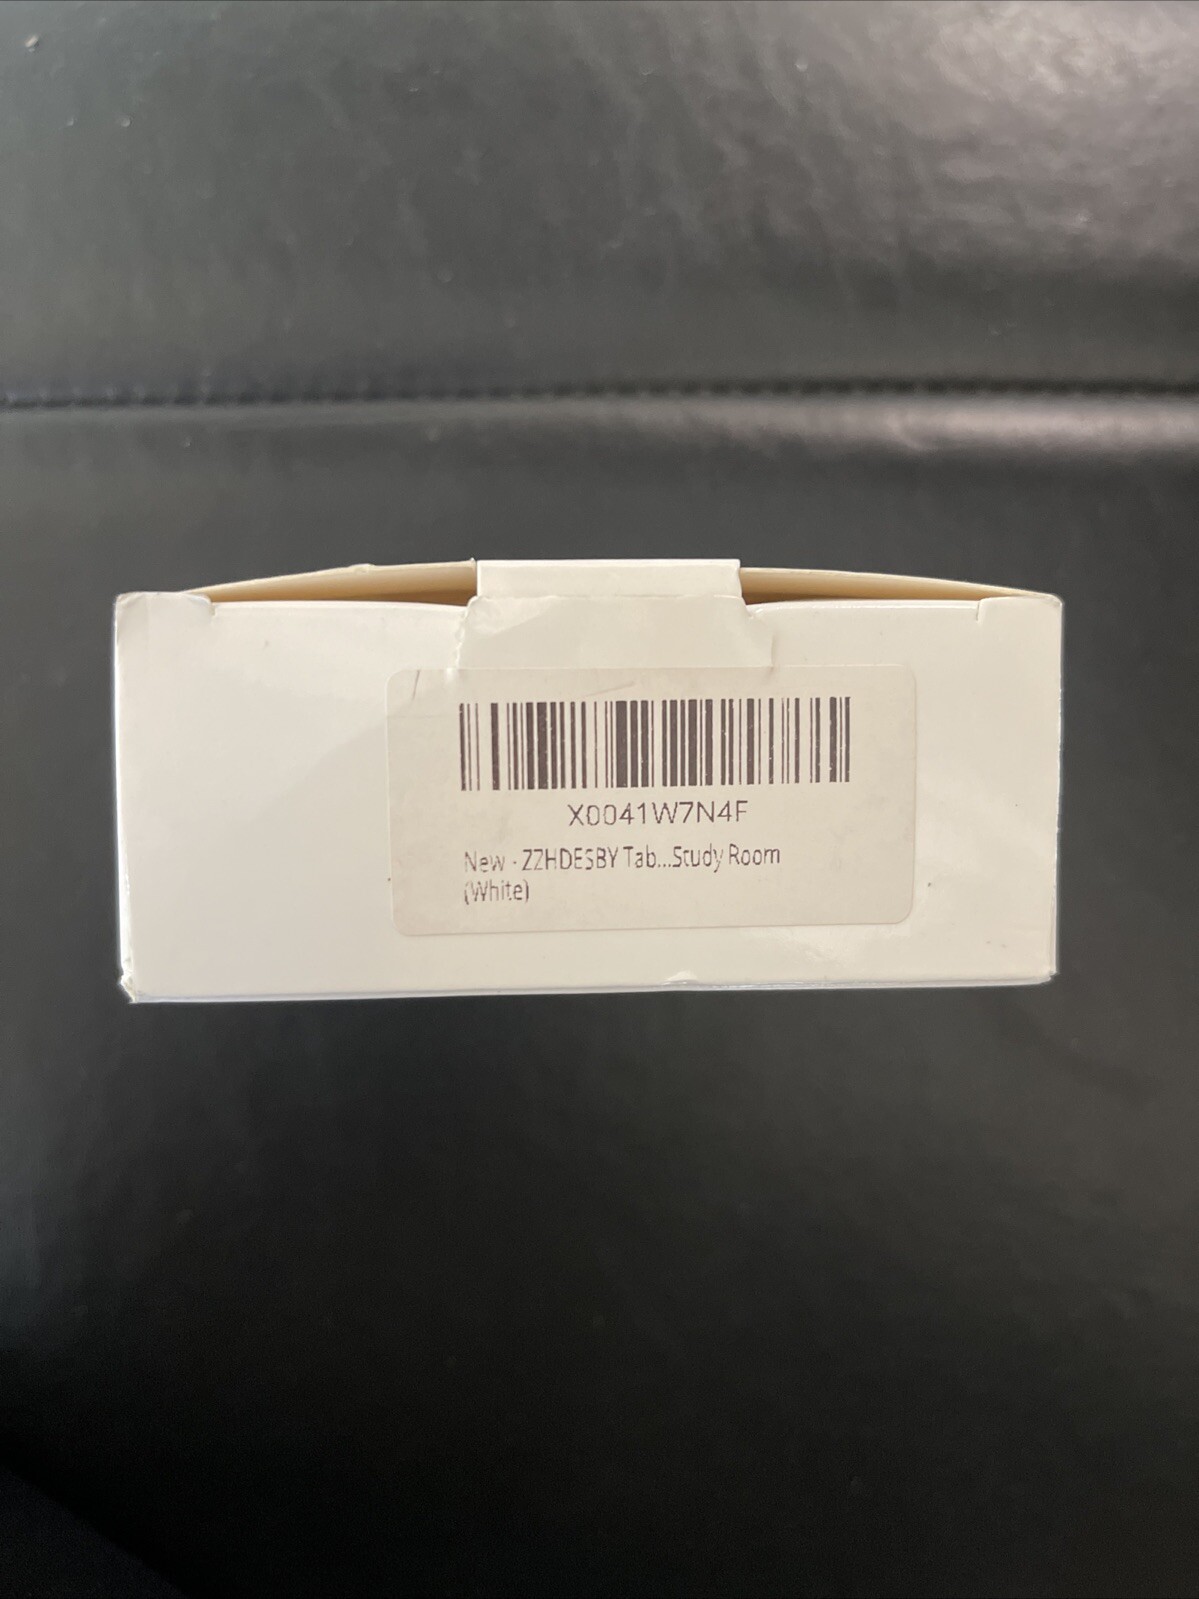 X0041W7N4F
New - ZZHDESBY Tab...Study Room
(White)